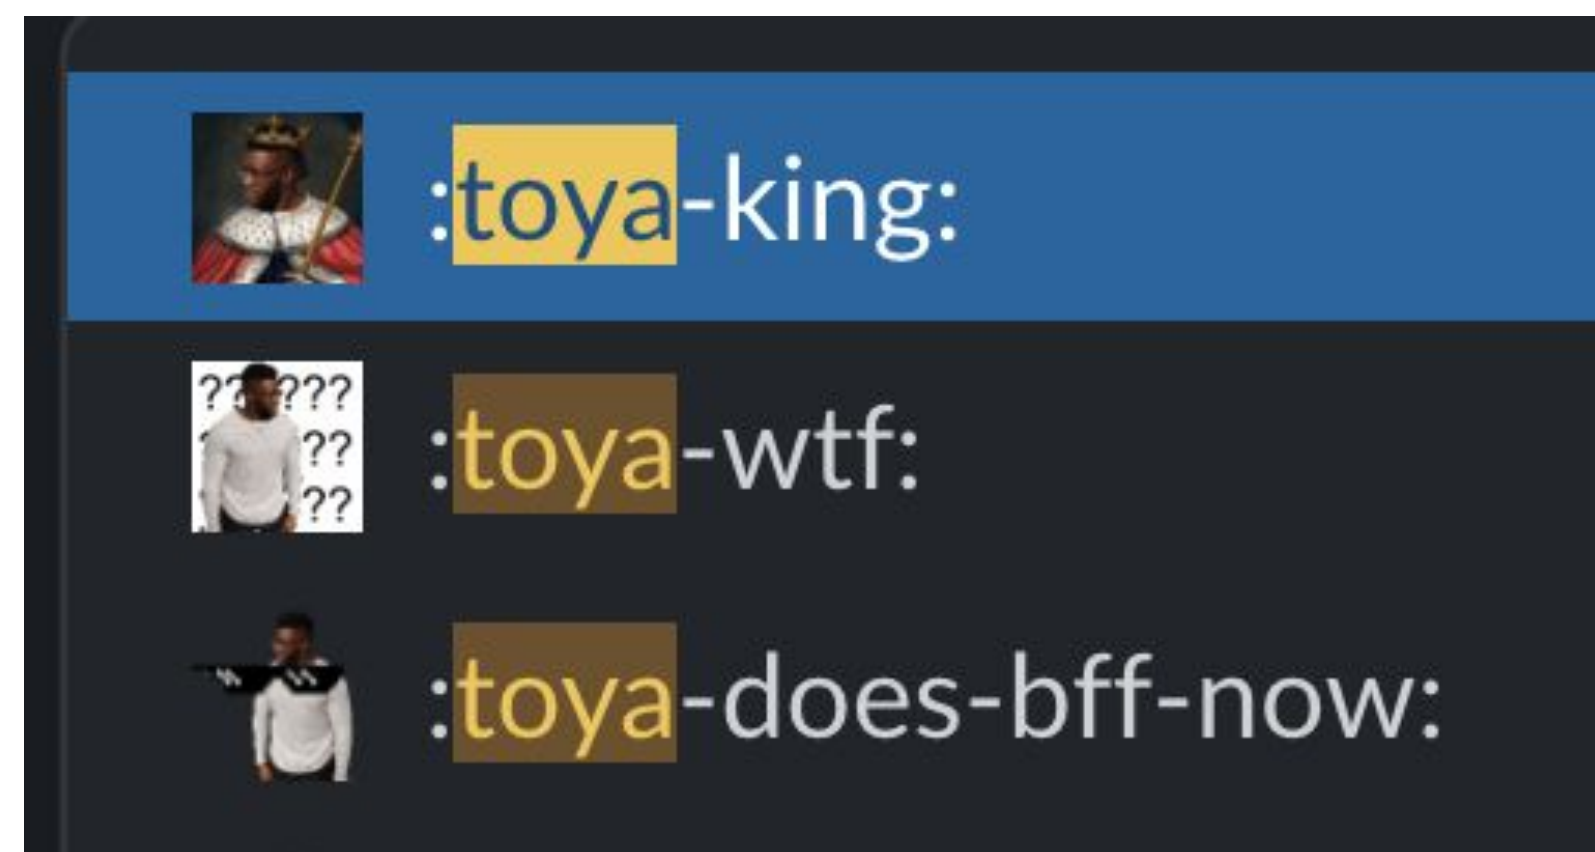 :toya-king:
?? ???
??
??
:toya-wtf:
:toya-does-bff-now: